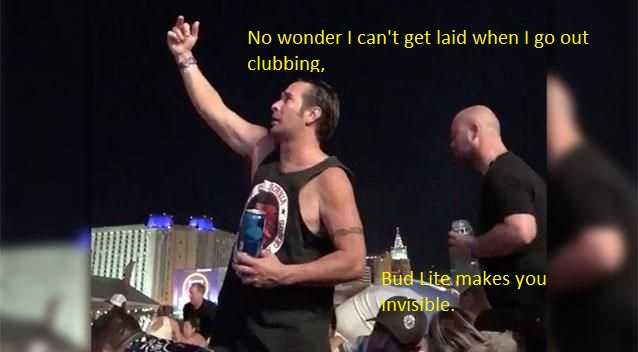 No wonder I can't get laid when I go out
clubbing,
Bud Lite makes you
invisible.